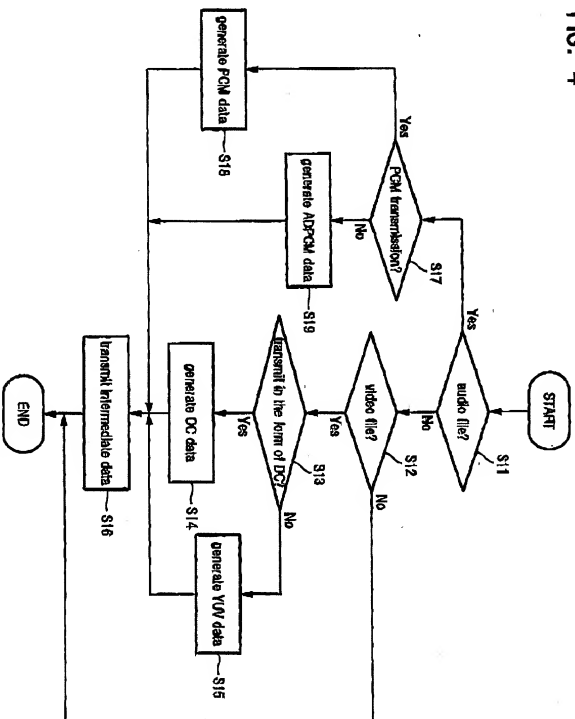 FIG. 4
START
audio file?
S11
Yes
No
video file?
S12
No
Yes
transmit in the form of DC?
S13
No
Yes
PCM transmission?
S17
Yes
No
generate PCM data
S18
generate ADPCM data
S19
generate DC data
S14
generate YUV data
S15
transmit intermediate data
S16
END